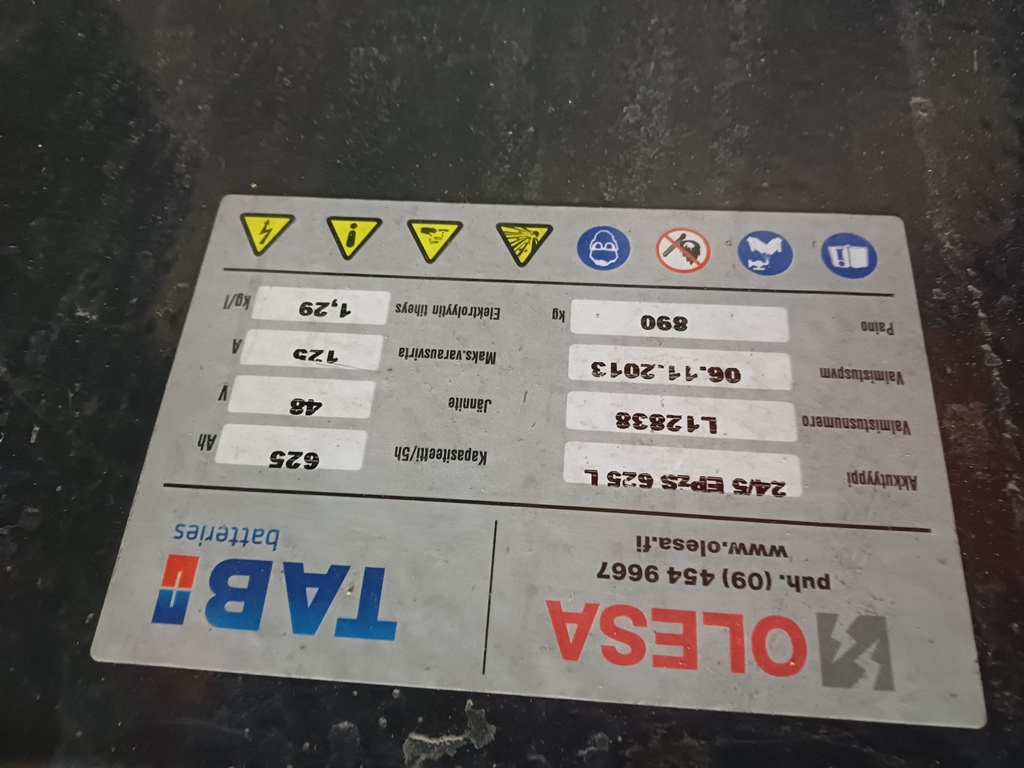 OLESA
puh. (09) 454 9667
www.olesa.fi
TAB
batteries
Akkutyyppi 24/5 EPzS 625 L
Valmistusnumero L12838
Valmistuspvm 06.11.2013
Paino 890 kg
Kapasiteetti/5h 625 Ah
Jännite 48 V
Maks.varausvirta 125 A
Elektrolyytin tiheys 1,29 kg/l